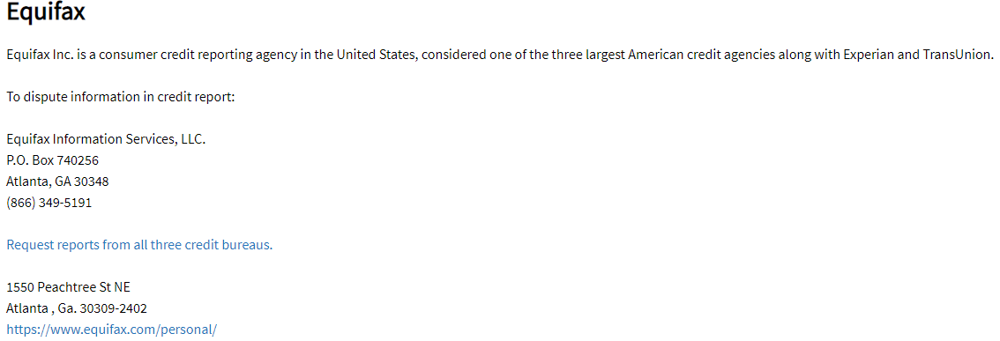 Equifax
Equifax Inc. is a consumer credit reporting agency in the United States, considered one of the three largest American credit agencies along with Experian and TransUnion.
To dispute information in credit report:
Equifax Information Services, LLC.
P.O. Box 740256
Atlanta, GA 30348
(866) 349-5191
Request reports from all three credit bureaus.
1550 Peachtree St NE
Atlanta , Ga. 30309-2402
https://www.equifax.com/personal/